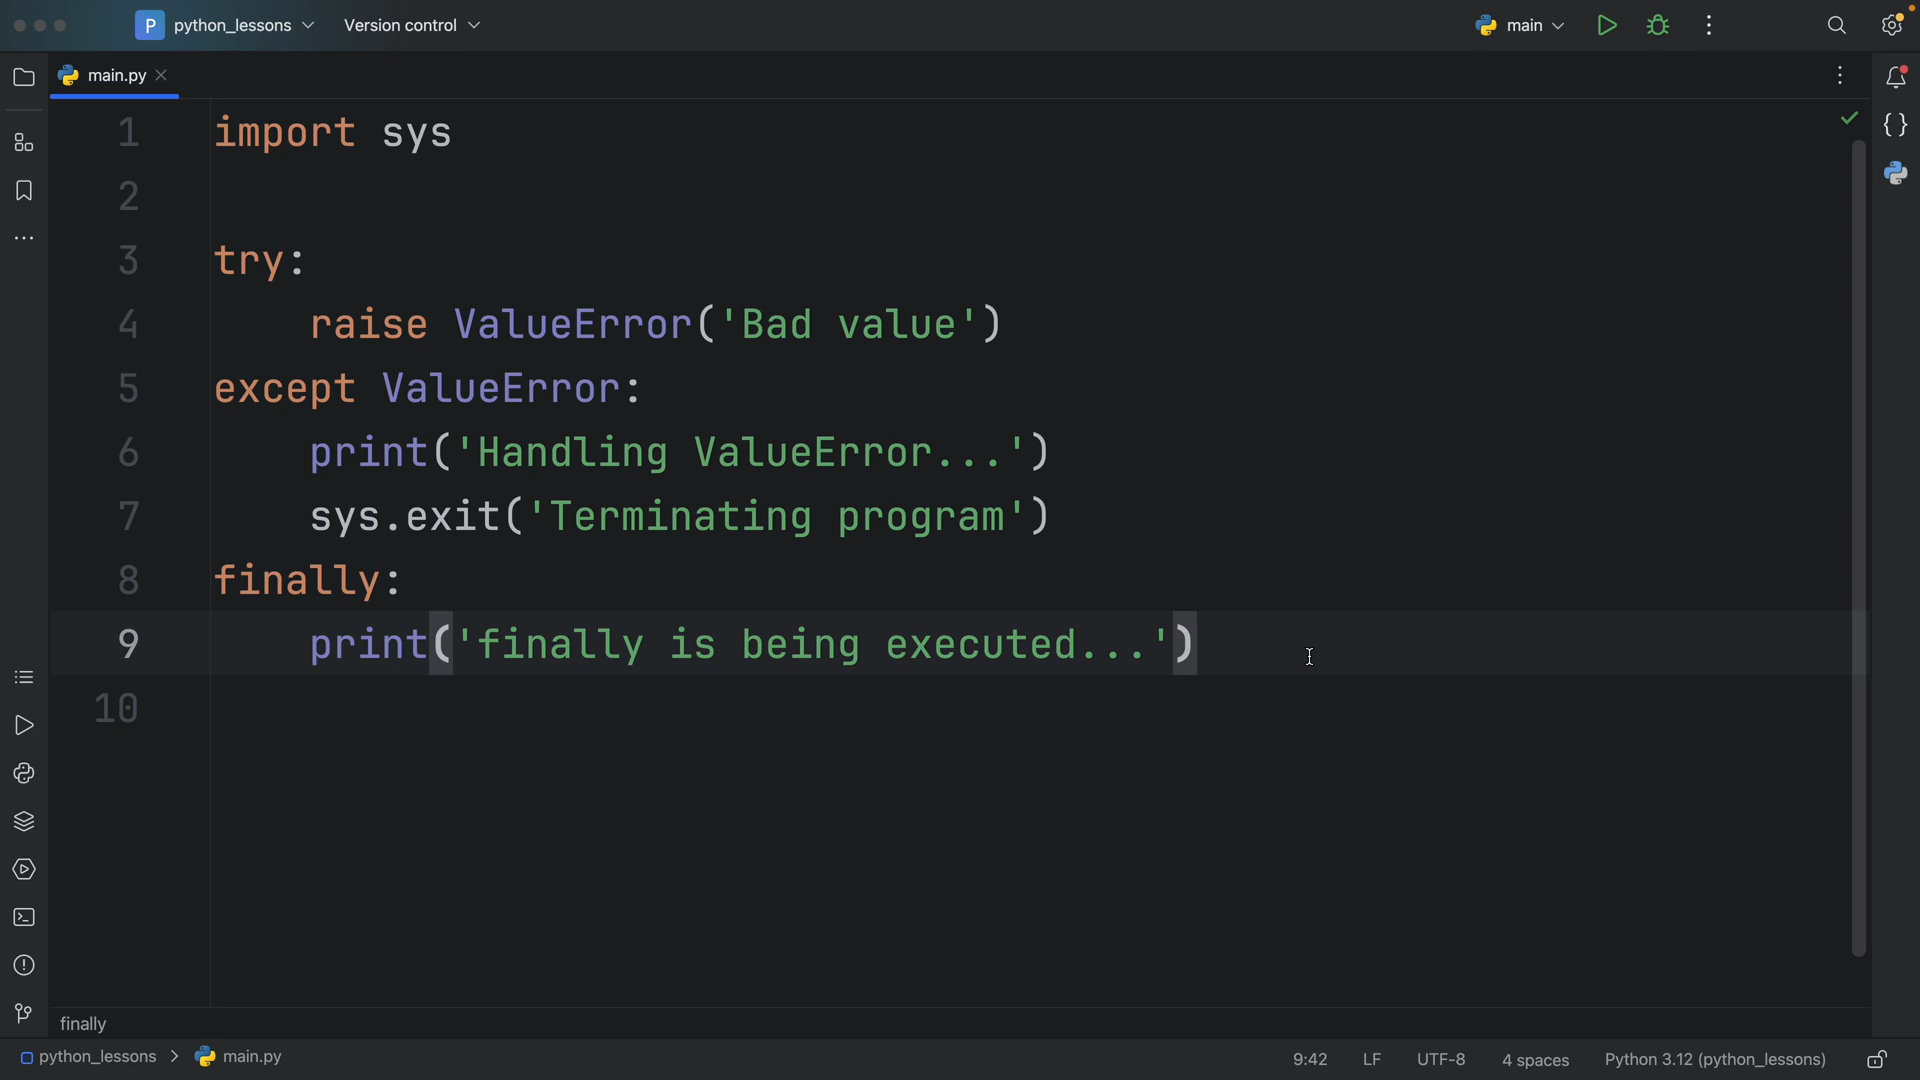 P python_lessons Version control main
main.py
1 import sys
2
3 try:
4     raise ValueError('Bad value')
5 except ValueError:
6     print('Handling ValueError...')
7     sys.exit('Terminating program')
8 finally:
9     print('finally is being executed...')
10
finally
python_lessons > main.py 9:42 LF UTF-8 4 spaces Python 3.12 (python_lessons)